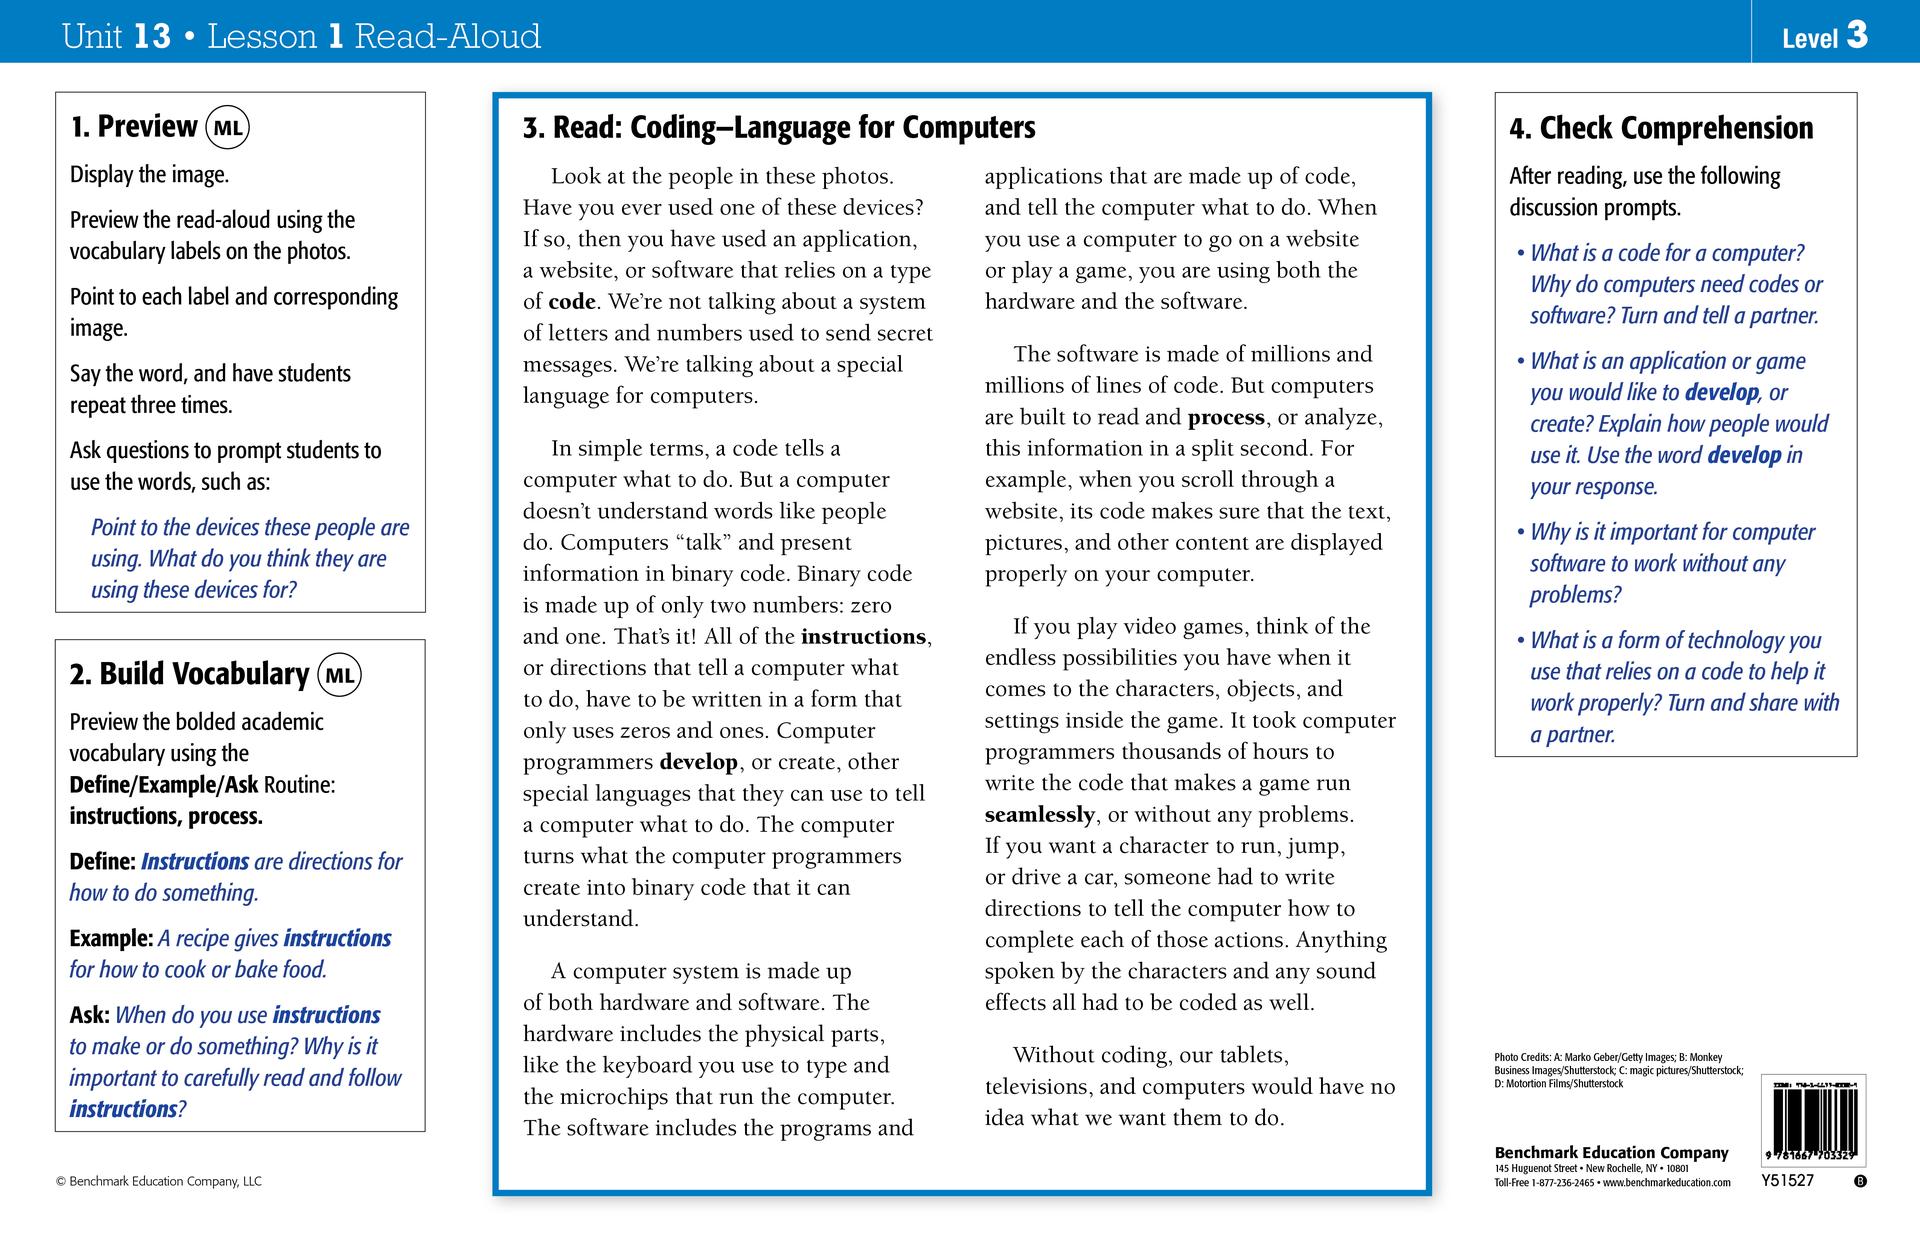 Unit 13 • Lesson 1 Read-Aloud
Level 3
1. Preview ML
Display the image.
Preview the read-aloud using the
vocabulary labels on the photos.
Point to each label and corresponding
image.
Say the word, and have students
repeat three times.
Ask questions to prompt students to
use the words, such as:
Point to the devices these people are
using. What do you think they are
using these devices for?
2. Build Vocabulary ML
Preview the bolded academic
vocabulary using the
Define/Example/Ask Routine:
instructions, process.
Define: Instructions are directions for
how to do something.
Example: A recipe gives instructions
for how to cook or bake food.
Ask: When do you use instructions
to make or do something? Why is it
important to carefully read and follow
instructions?
© Benchmark Education Company, LLC
3. Read: Coding—Language for Computers
Look at the people in these photos.
Have you ever used one of these devices?
If so, then you have used an application,
a website, or software that relies on a type
of code. We’re not talking about a system
of letters and numbers used to send secret
messages. We’re talking about a special
language for computers.
In simple terms, a code tells a
computer what to do. But a computer
doesn’t understand words like people
do. Computers “talk” and present
information in binary code. Binary code
is made up of only two numbers: zero
and one. That’s it! All of the instructions,
or directions that tell a computer what
to do, have to be written in a form that
only uses zeros and ones. Computer
programmers develop, or create, other
special languages that they can use to tell
a computer what to do. The computer
turns what the computer programmers
create into binary code that it can
understand.
A computer system is made up
of both hardware and software. The
hardware includes the physical parts,
like the keyboard you use to type and
the microchips that run the computer.
The software includes the programs and
applications that are made up of code,
and tell the computer what to do. When
you use a computer to go on a website
or play a game, you are using both the
hardware and the software.
The software is made of millions and
millions of lines of code. But computers
are built to read and process, or analyze,
this information in a split second. For
example, when you scroll through a
website, its code makes sure that the text,
pictures, and other content are displayed
properly on your computer.
If you play video games, think of the
endless possibilities you have when it
comes to the characters, objects, and
settings inside the game. It took computer
programmers thousands of hours to
write the code that makes a game run
seamlessly, or without any problems.
If you want a character to run, jump,
or drive a car, someone had to write
directions to tell the computer how to
complete each of those actions. Anything
spoken by the characters and any sound
effects all had to be coded as well.
Without coding, our tablets,
televisions, and computers would have no
idea what we want them to do.
4. Check Comprehension
After reading, use the following
discussion prompts.
• What is a code for a computer?
Why do computers need codes or
software? Turn and tell a partner.
• What is an application or game
you would like to develop, or
create? Explain how people would
use it. Use the word develop in
your response.
• Why is it important for computer
software to work without any
problems?
• What is a form of technology you
use that relies on a code to help it
work properly? Turn and share with
a partner.
Photo Credits: A: Marko Geber/Getty Images; B: Monkey
Business Images/Shutterstock; C: magic pictures/Shutterstock;
D: Motortion Films/Shutterstock
Benchmark Education Company
145 Huguenot Street • New Rochelle, NY • 10801
Toll-Free 1-877-236-2465 • www.benchmarkeducation.com
9 781667 703329
Y51527 B